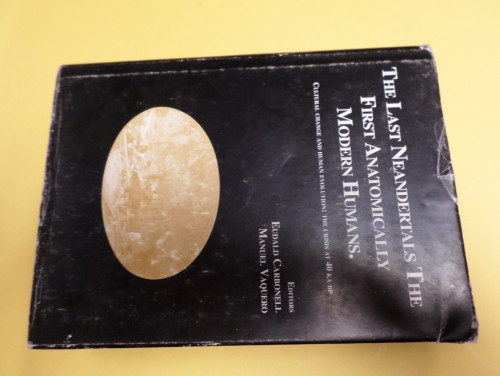 THE LAST NEANDERTALS THE
FIRST ANATOMICALLY
MODERN HUMANS.
CULTURAL CHANGE AND HUMAN EVOLUTION: THE CRISIS AT 40 KA BP
EDITORS
EUDALD CARBONELL
MANUEL VAQUERO